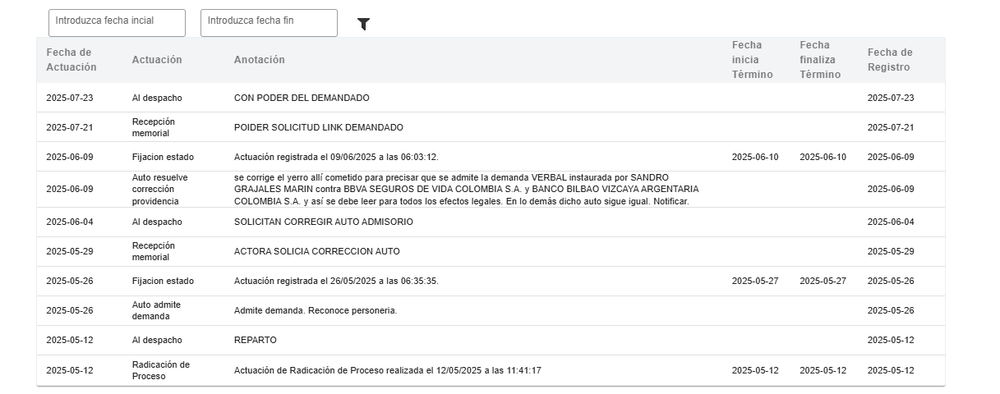 Introduzca fecha incial
Introduzca fecha fin
Fecha de Actuación Actuación Anotación Fecha inicia Término Fecha finaliza Término Fecha de Registro
2025-07-23 Al despacho CON PODER DEL DEMANDADO 2025-07-23
2025-07-21 Recepción memorial POIDER SOLICITUD LINK DEMANDADO 2025-07-21
2025-06-09 Fijacion estado Actuación registrada el 09/06/2025 a las 06:03:12. 2025-06-10 2025-06-10 2025-06-09
2025-06-09 Auto resuelve corrección providencia
se corrige el yerro allí cometido para precisar que se admite la demanda VERBAL instaurada por SANDRO
GRAJALES MARIN contra BBVA SEGUROS DE VIDA COLOMBIA S.A. y BANCO BILBAO VIZCAYA ARGENTARIA
COLOMBIA S.A. y así se debe leer para todos los efectos legales. En lo demás dicho auto sigue igual. Notificar.
2025-06-09
2025-06-04 Al despacho SOLICITAN CORREGIR AUTO ADMISORIO 2025-06-04
2025-05-29 Recepción memorial ACTORA SOLICIA CORRECCION AUTO 2025-05-29
2025-05-26 Fijacion estado Actuación registrada el 26/05/2025 a las 06:35:35. 2025-05-27 2025-05-27 2025-05-26
2025-05-26 Auto admite demanda Admite demanda. Reconoce personería. 2025-05-26
2025-05-12 Al despacho REPARTO 2025-05-12
2025-05-12 Radicación de Proceso Actuación de Radicación de Proceso realizada el 12/05/2025 a las 11:41:17 2025-05-12 2025-05-12 2025-05-12